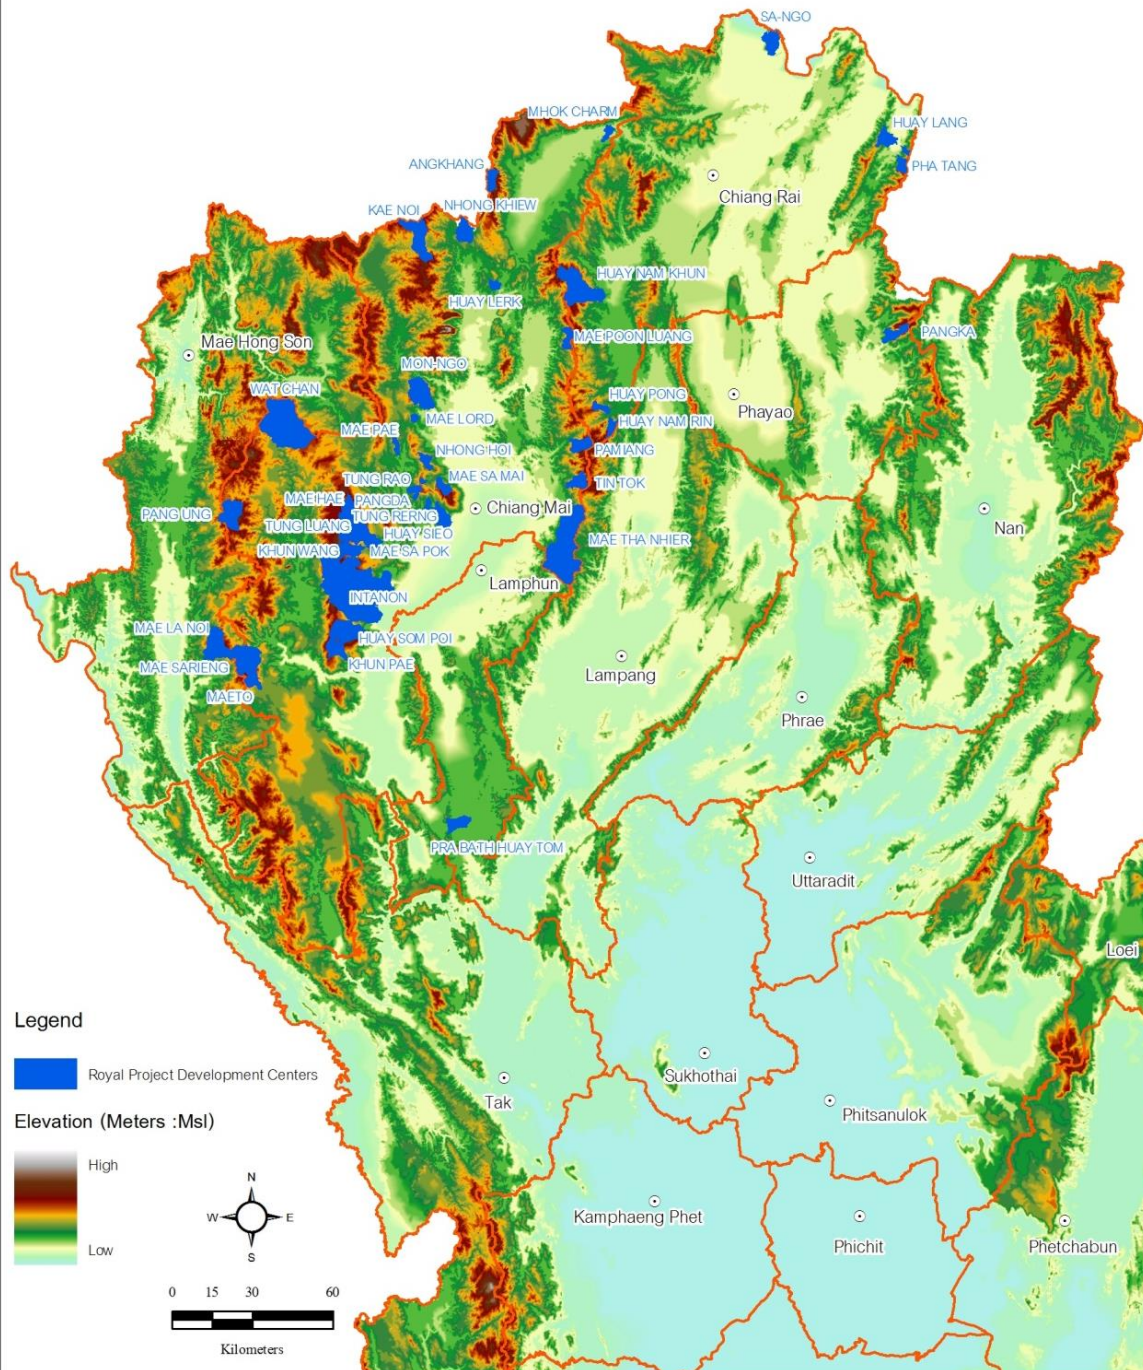 SA-NGO
MHOK CHARM
HUAY LANG
ANGKHANG
PHA TANG
Chiang Rai
KAE NOI
NHONG KHIEW
HUAY NAM KHUN
HUAY LERK
MAE POON LUANG
PANGKA
Mae Hong Son
MON-NGO
WAT CHAN
HUAY PONG
Phayao
MAE LORD
HUAY NAM RIN
MAE PAE
NHONG HOI
PAMIANG
TUNG RAO
MAE SA MAI
TIN TOK
MAE HAE
PANGDA
PANG UNG
Chiang Mai
TUNG RERNG
TUNG LUANG
HUAY SIEO
MAE THA NHIER
Nan
KHUN WANG
MAE SA POK
Lamphun
INTANON
MAE LA NOI
HUAY SOM POI
MAE SARIENG
KHUN PAE
Lampang
MAETO
Phrae
PRA BATH HUAY TOM
Uttaradit
Loei
Legend
Royal Project Development Centers
Sukhothai
Tak
Phitsanulok
Elevation (Meters :Msl)
High
Low
N
W
E
S
Kamphaeng Phet
Phichit
Phetchabun
0 15 30 60
Kilometers